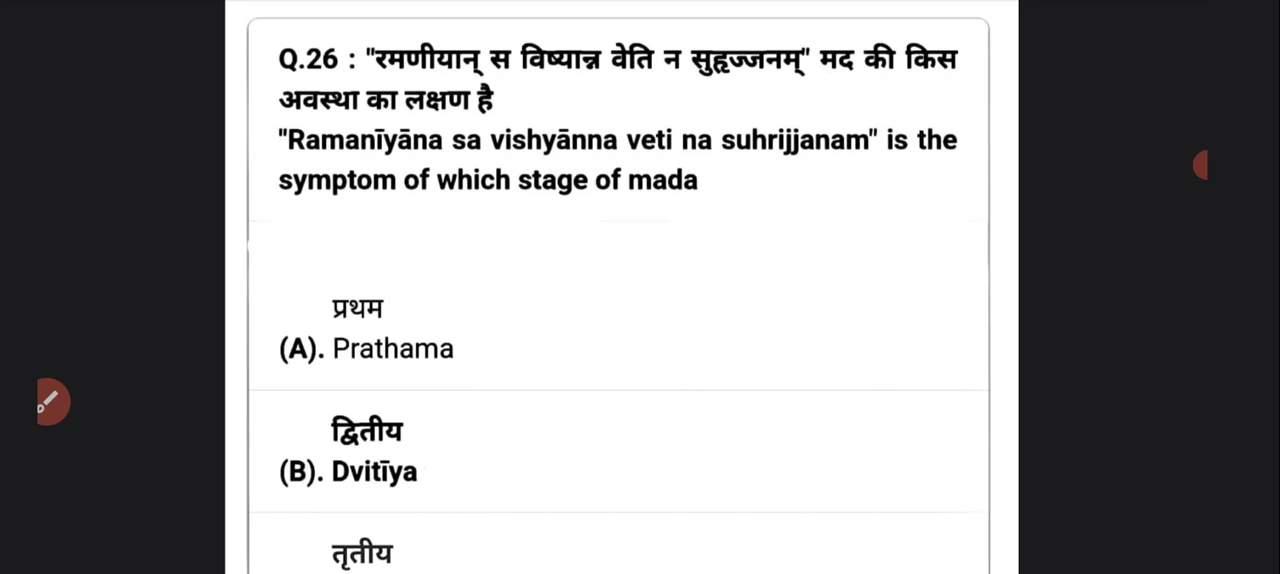 Q.26 : "रमणीयान् स विष्यान्न वेति न सुहृज्जनम्" मद की किस
अवस्था का लक्षण है
"Ramanīyāna sa vishyānna veti na suhrijjanam" is the
symptom of which stage of mada
प्रथम
(A). Prathama
द्वितीय
(B). Dvitīya
तृतीय